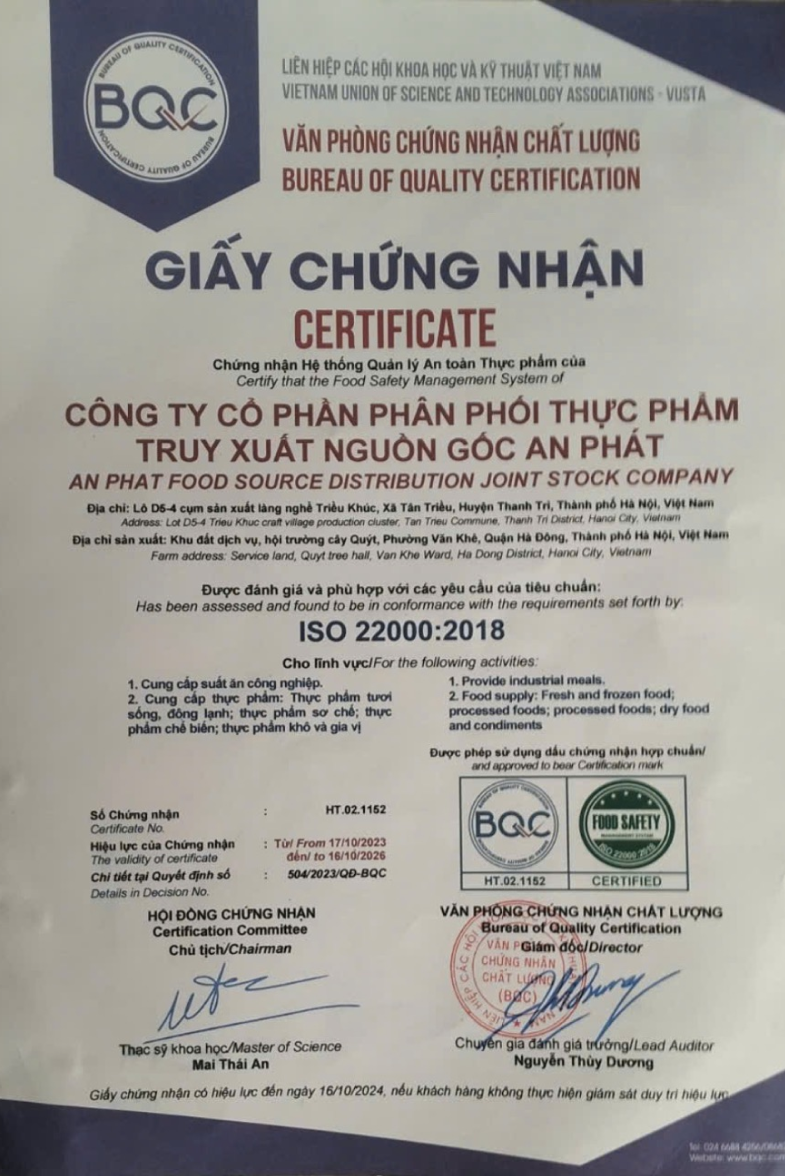 BUREAU OF QUALITY CERTIFICATION
BQC
BUREAU OF QUALITY CERTIFICATION
LIÊN HIỆP CÁC HỘI KHOA HỌC VÀ KỸ THUẬT VIỆT NAM
VIETNAM UNION OF SCIENCE AND TECHNOLOGY ASSOCIATIONS - VUSTA
VĂN PHÒNG CHỨNG NHẬN CHẤT LƯỢNG
BUREAU OF QUALITY CERTIFICATION
GIẤY CHỨNG NHẬN
CERTIFICATE
Chứng nhận Hệ thống Quản lý An toàn Thực phẩm của
Certify that the Food Safety Management System of
CÔNG TY CỔ PHẦN PHÂN PHỐI THỰC PHẨM
TRUY XUẤT NGUỒN GỐC AN PHÁT
AN PHAT FOOD SOURCE DISTRIBUTION JOINT STOCK COMPANY
Địa chỉ: Lô D5-4 cụm sản xuất làng nghề Triều Khúc, Xã Tân Triều, Huyện Thanh Trì, Thành phố Hà Nội, Việt Nam
Address: Lot D5-4 Trieu Khuc craft village production cluster, Tan Trieu Commune, Thanh Tri District, Hanoi City, Vietnam
Địa chỉ sản xuất: Khu đất dịch vụ, hội trường cây Quýt, Phường Văn Khê, Quận Hà Đông, Thành phố Hà Nội, Việt Nam
Farm address: Service land, Quyt tree hall, Van Khe Ward, Ha Dong District, Hanoi City, Vietnam
Được đánh giá và phù hợp với các yêu cầu của tiêu chuẩn:
Has been assessed and found to be in conformance with the requirements set forth by:
ISO 22000:2018
Cho lĩnh vực/For the following activities:
1. Cung cấp suất ăn công nghiệp.
2. Cung cấp thực phẩm: Thực phẩm tươi
sống, đông lạnh; thực phẩm sơ chế; thực
phẩm chế biến; thực phẩm khô và gia vị
1. Provide industrial meals.
2. Food supply: Fresh and frozen food;
processed foods; processed foods; dry food
and condiments
Được phép sử dụng dấu chứng nhận hợp chuẩn/
and approved to bear Certification mark
BQC
FOOD SAFETY
ISO 22000:2018
HT.02.1152
CERTIFIED
Số Chứng nhận : HT.02.1152
Certificate No.
Hiệu lực của Chứng nhận : Từ/ From 17/10/2023
The validity of certificate đến/ to 16/10/2026
Chi tiết tại Quyết định số : 504/2023/QĐ-BQC
Details in Decision No.
HỘI ĐỒNG CHỨNG NHẬN
Certification Committee
Chủ tịch/Chairman
Thạc sỹ khoa học/Master of Science
Mai Thái An
VĂN PHÒNG CHỨNG NHẬN CHẤT LƯỢNG
Bureau of Quality Certification
Giám đốc/Director
VĂN
CHỨNG NHẬN
CHẤT LƯỢNG
(BQC)
Chuyên gia đánh giá trưởng/Lead Auditor
Nguyễn Thùy Dương
Giấy chứng nhận có hiệu lực đến ngày 16/10/2024, nếu khách hàng không thực hiện giám sát duy trì hiệu lực